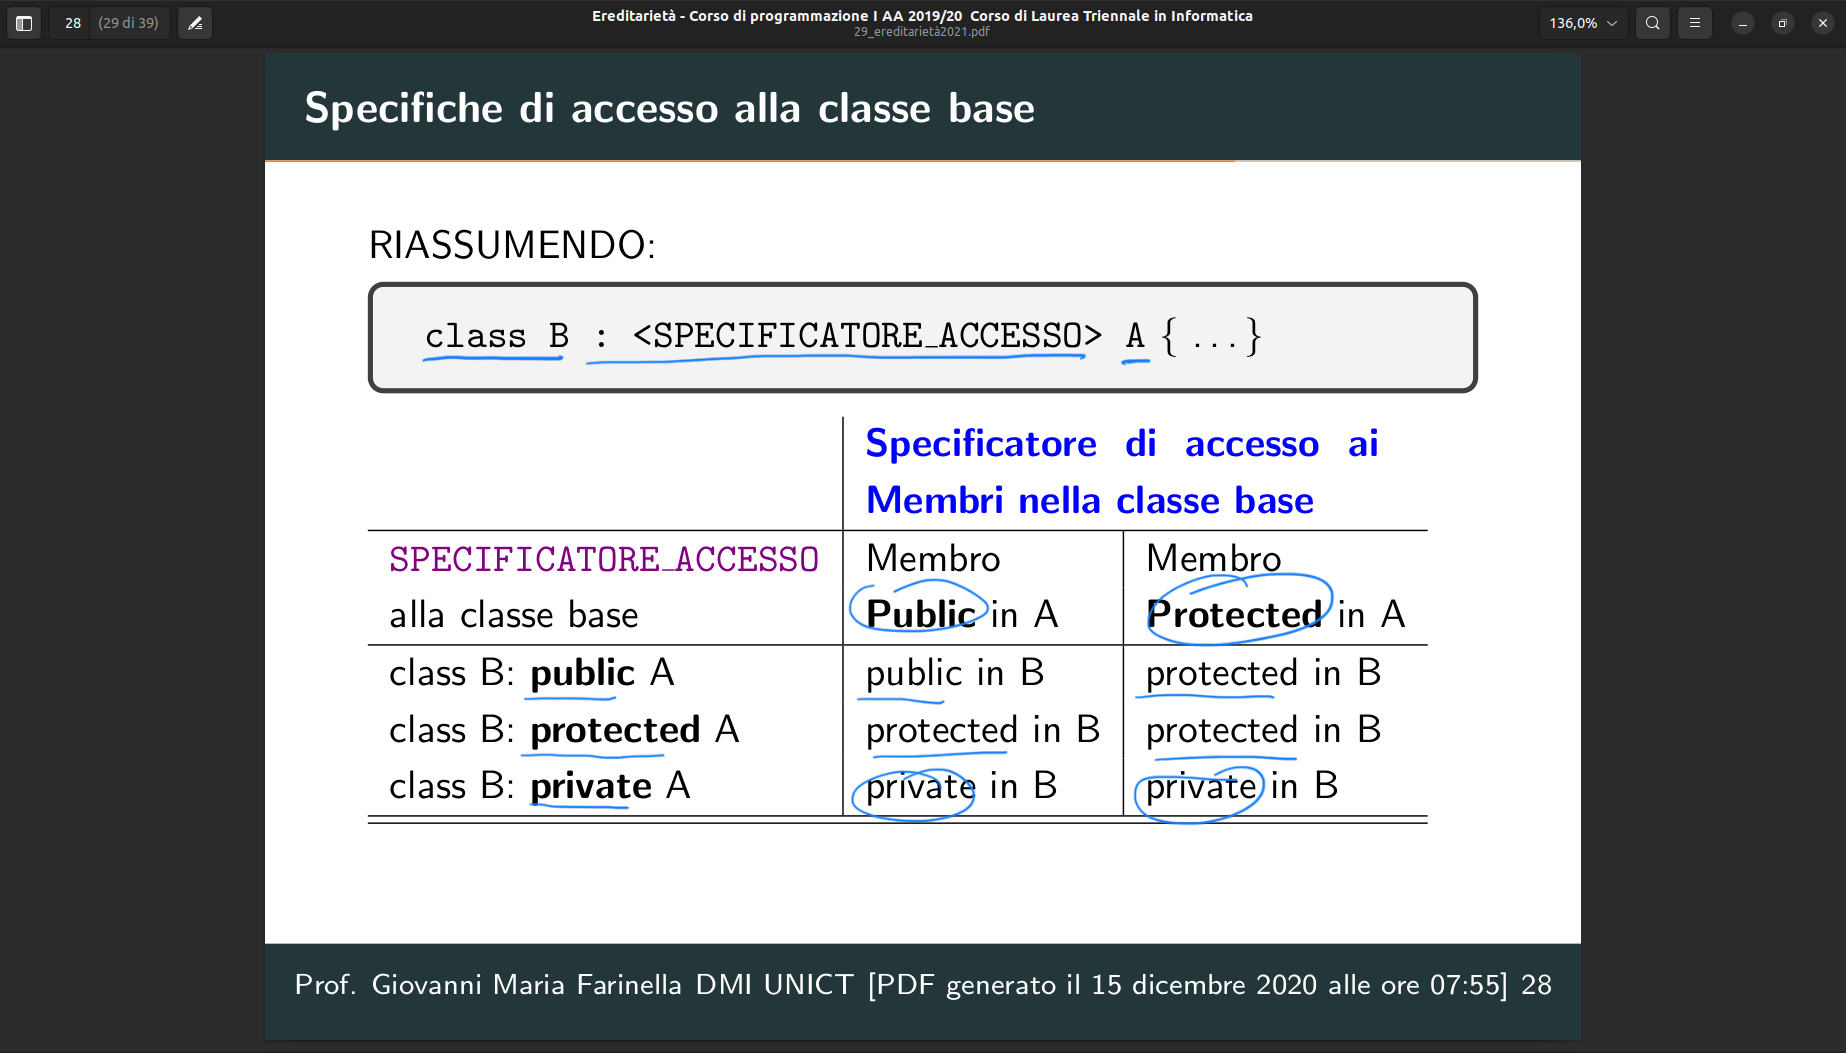 28 (29 di 39)
Ereditarietà - Corso di programmazione I AA 2019/20 Corso di Laurea Triennale in Informatica
29_ereditarietà2021.pdf
136,0%
Specifiche di accesso alla classe base
RIASSUMENDO:
class B : <SPECIFICATORE_ACCESSO> A { ...}
Specificatore di accesso ai
Membri nella classe base
SPECIFICATORE_ACCESSO Membro Membro
alla classe base Public in A Protected in A
class B: public A public in B protected in B
class B: protected A protected in B protected in B
class B: private A private in B private in B
Prof. Giovanni Maria Farinella DMI UNICT [PDF generato il 15 dicembre 2020 alle ore 07:55] 28